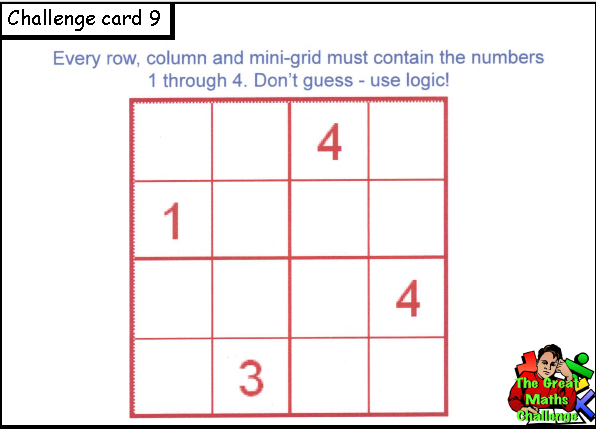 Challenge card 9
Every row, column and mini-grid must contain the numbers
1 through 4. Don't guess - use logic!
4
1
4
3
The Great
Maths
Challenge